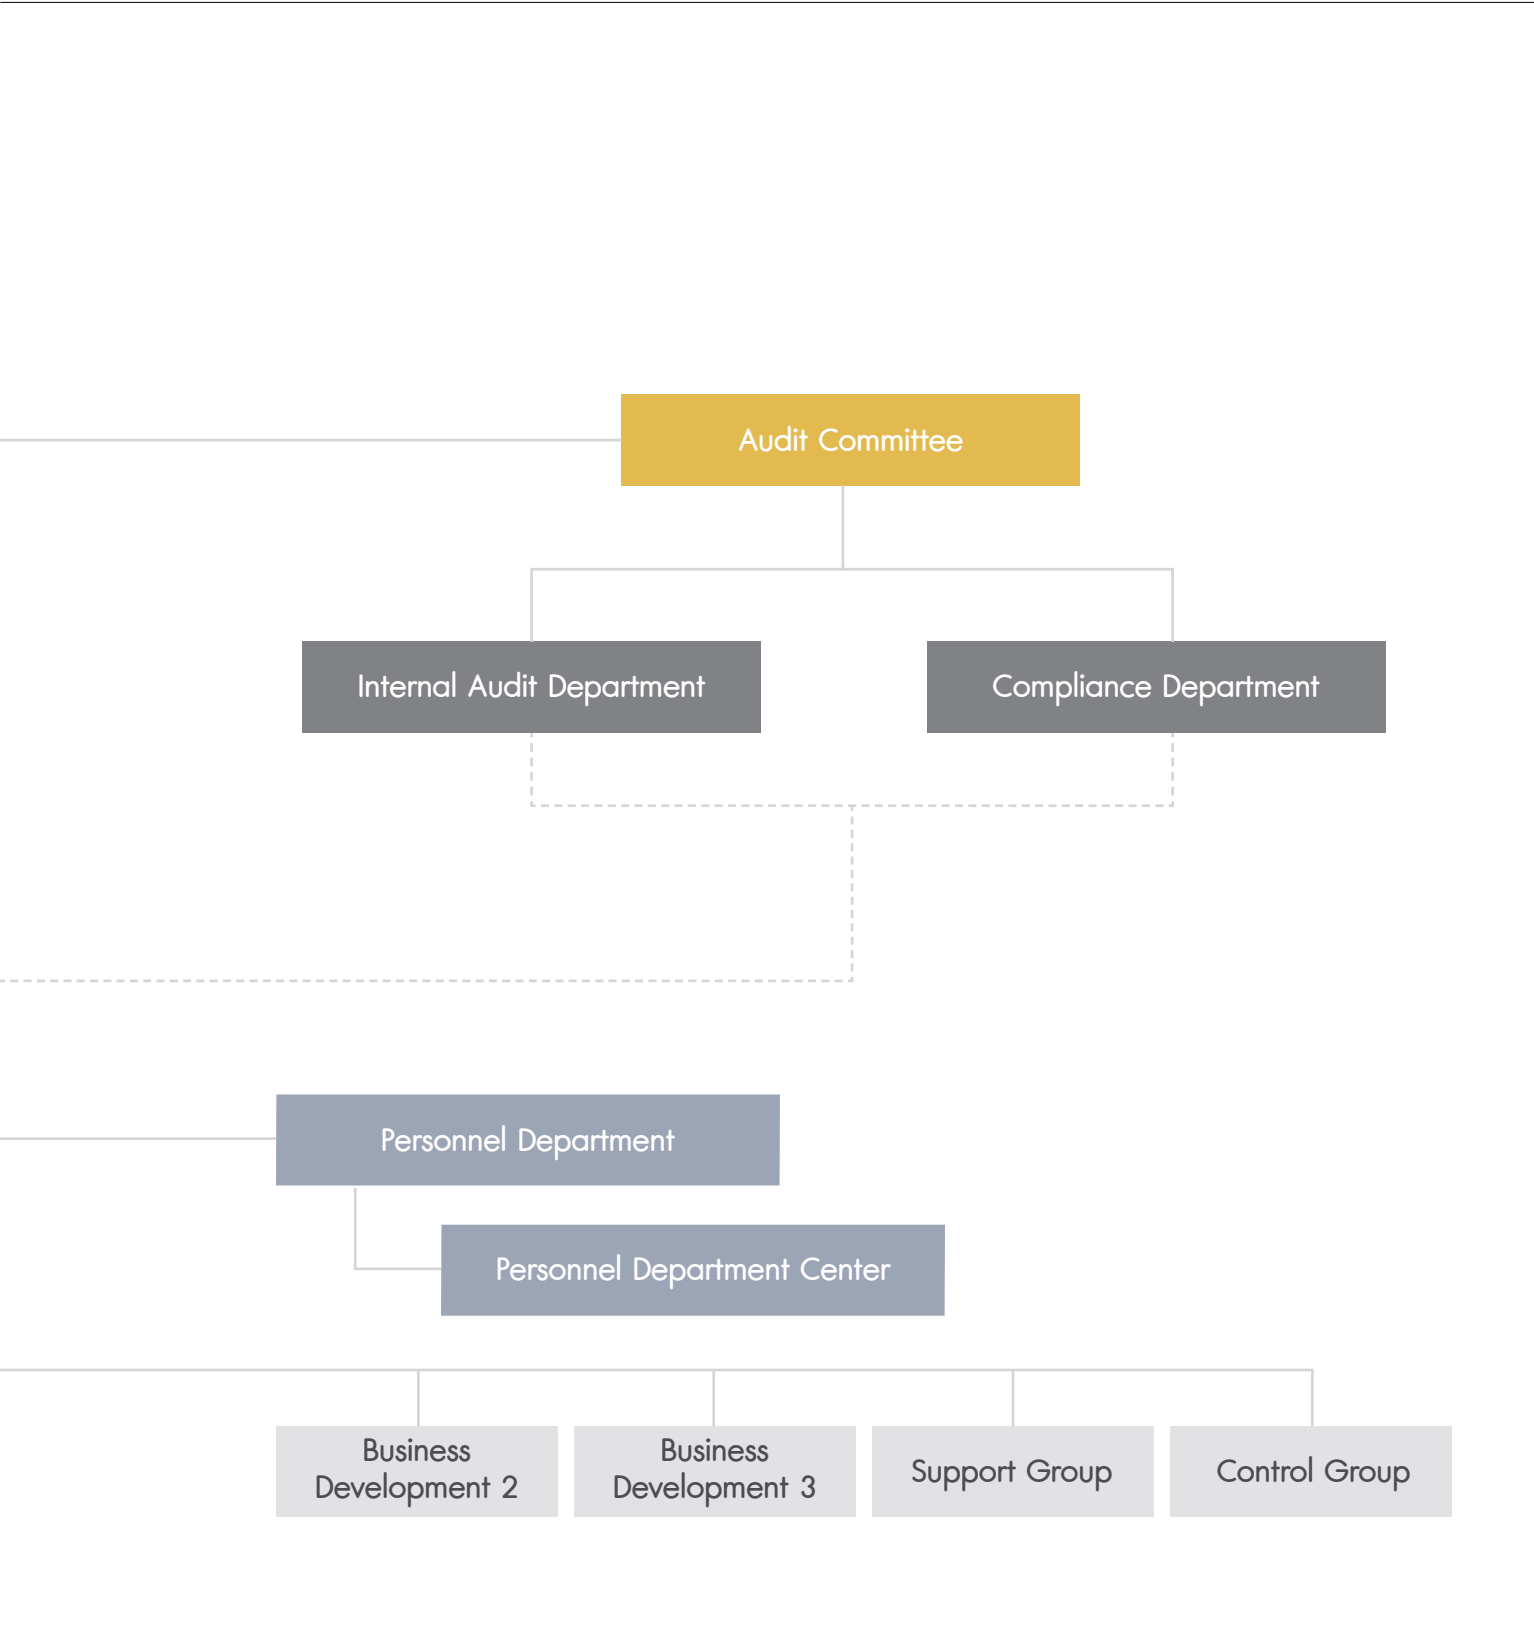 Audit Committee
Internal Audit Department
Compliance Department
Personnel Department
Personnel Department Center
Business
Development 2
Business
Development 3
Support Group
Control Group